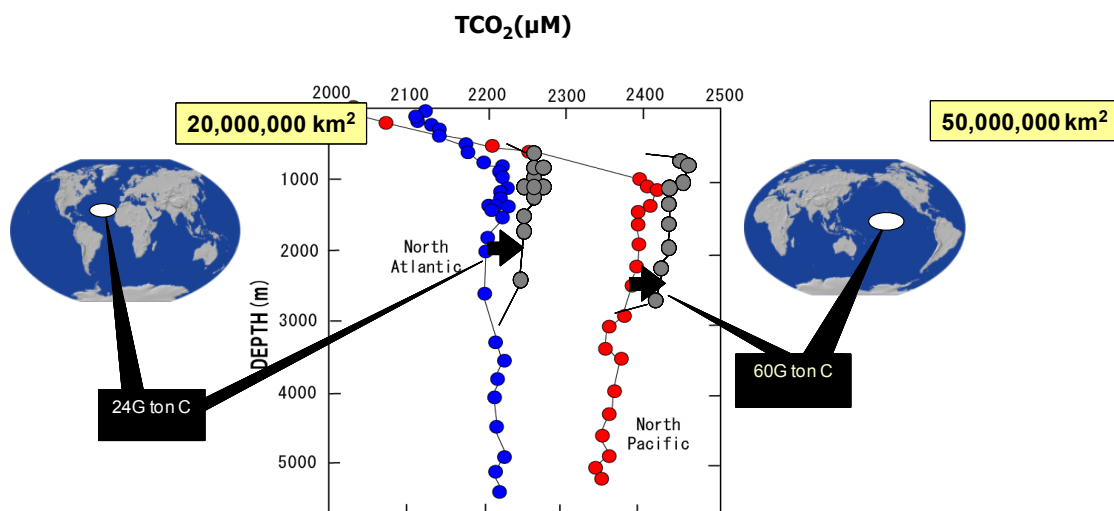 TCO₂(µM)
2000 2100 2200 2300 2400 2500
20,000,000 km²
50,000,000 km²
1000
2000
3000
4000
5000
DEPTH(m)
North
Atlantic
North
Pacific
24G ton C
60G ton C